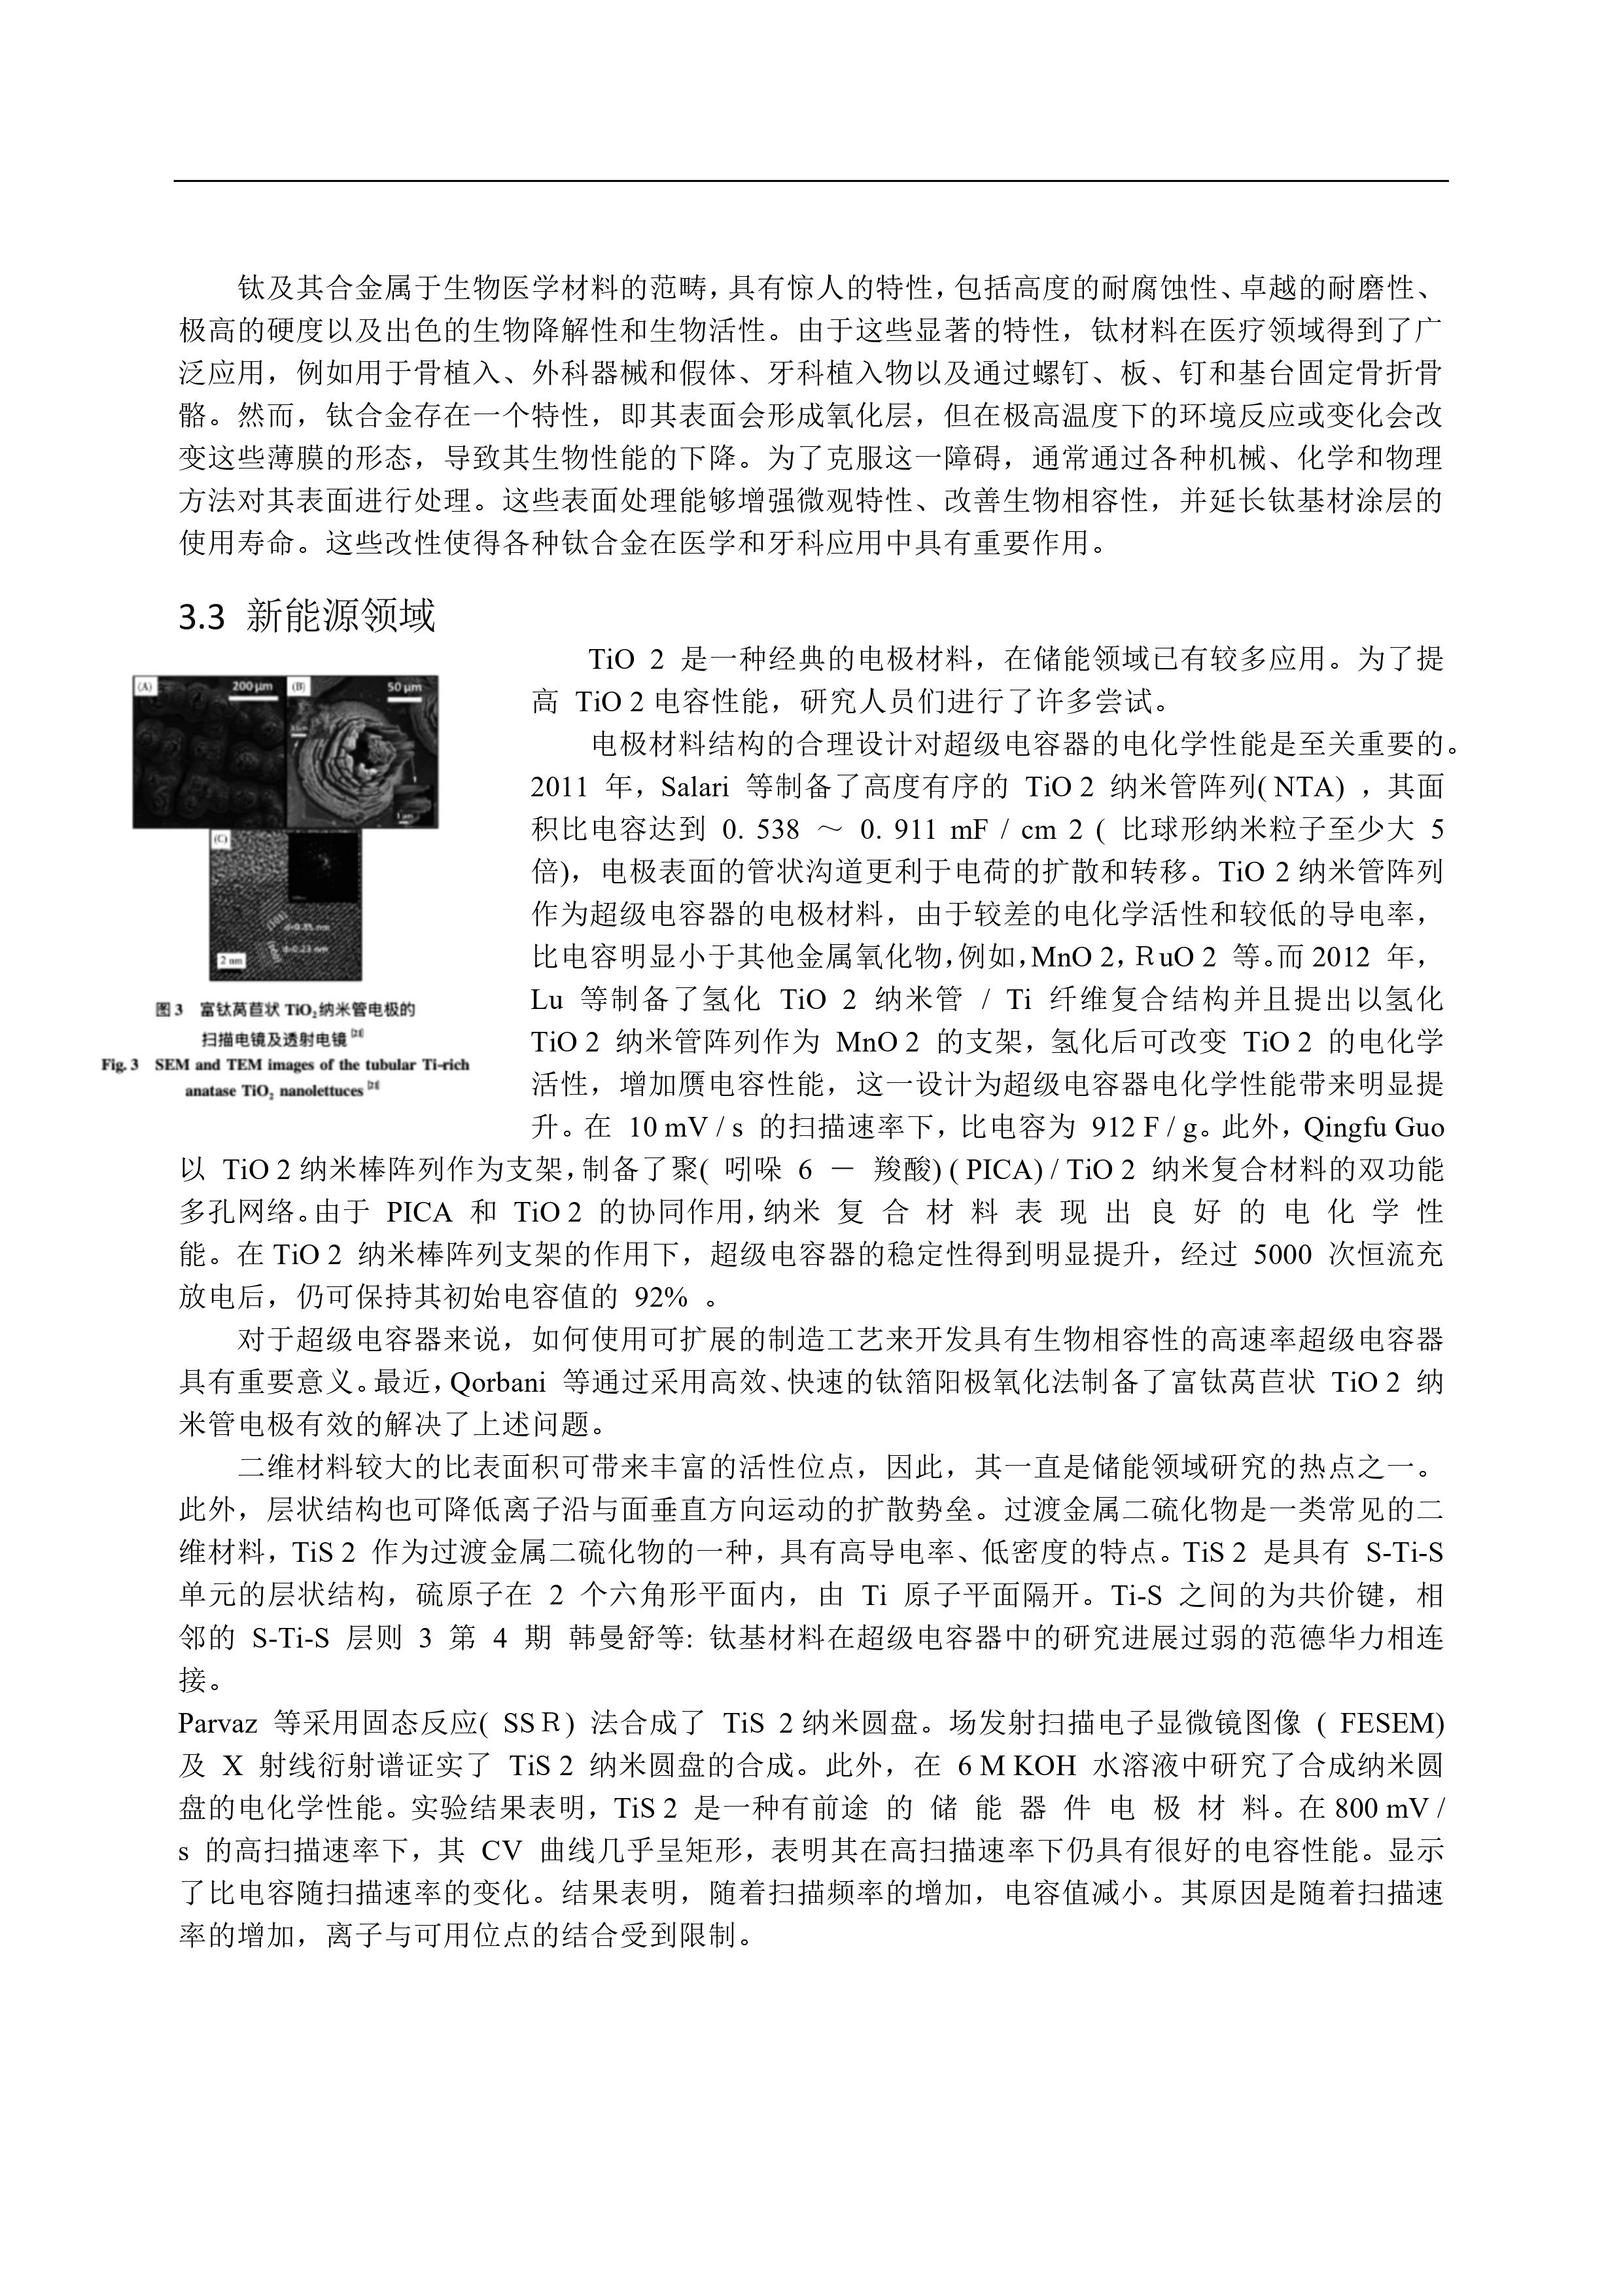 钛及其合金属于生物医学材料的范畴，具有惊人的特性，包括高度的耐腐蚀性、卓越的耐磨性、
极高的硬度以及出色的生物降解性和生物活性。由于这些显著的特性，钛材料在医疗领域得到了广
泛应用，例如用于骨植入、外科器械和假体、牙科植入物以及通过螺钉、板、钉和基台固定骨折骨
骼。然而，钛合金存在一个特性，即其表面会形成氧化层，但在极高温度下的环境反应或变化会改
变这些薄膜的形态，导致其生物性能的下降。为了克服这一障碍，通常通过各种机械、化学和物理
方法对其表面进行处理。这些表面处理能够增强微观特性、改善生物相容性，并延长钛基材涂层的
使用寿命。这些改性使得各种钛合金在医学和牙科应用中具有重要作用。
3.3 新能源领域
(A) 200 μm (B) 50 μm
1 μm
(C)
d=0.35 nm
d=0.23 nm
2 nm
图 3 富钛莴苣状 TiO₂纳米管电极的
扫描电镜及透射电镜 [21]
Fig. 3 SEM and TEM images of the tubular Ti-rich
anatase TiO₂ nanolettuces [21]
TiO 2 是一种经典的电极材料，在储能领域已有较多应用。为了提
高 TiO 2 电容性能，研究人员们进行了许多尝试。
电极材料结构的合理设计对超级电容器的电化学性能是至关重要的。
2011 年，Salari 等制备了高度有序的 TiO 2 纳米管阵列( NTA) ，其面
积比电容达到 0. 538 ～ 0. 911 mF / cm 2 ( 比球形纳米粒子至少大 5
倍)，电极表面的管状沟道更利于电荷的扩散和转移。TiO 2 纳米管阵列
作为超级电容器的电极材料，由于较差的电化学活性和较低的导电率，
比电容明显小于其他金属氧化物，例如，MnO 2，ＲuO 2 等。而 2012 年，
Lu 等制备了氢化 TiO 2 纳米管 / Ti 纤维复合结构并且提出以氢化
TiO 2 纳米管阵列作为 MnO 2 的支架，氢化后可改变 TiO 2 的电化学
活性，增加赝电容性能，这一设计为超级电容器电化学性能带来明显提
升。在 10 mV / s 的扫描速率下，比电容为 912 F / g。此外，Qingfu Guo
以 TiO 2 纳米棒阵列作为支架，制备了聚( 吲哚 6 － 羧酸) ( PICA) / TiO 2 纳米复合材料的双功能
多孔网络。由于 PICA 和 TiO 2 的协同作用，纳米 复 合 材 料 表 现 出 良 好 的 电 化 学 性
能。在 TiO 2 纳米棒阵列支架的作用下，超级电容器的稳定性得到明显提升，经过 5000 次恒流充
放电后，仍可保持其初始电容值的 92% 。
对于超级电容器来说，如何使用可扩展的制造工艺来开发具有生物相容性的高速率超级电容器
具有重要意义。最近，Qorbani 等通过采用高效、快速的钛箔阳极氧化法制备了富钛莴苣状 TiO 2 纳
米管电极有效的解决了上述问题。
二维材料较大的比表面积可带来丰富的活性位点，因此，其一直是储能领域研究的热点之一。
此外，层状结构也可降低离子沿与面垂直方向运动的扩散势垒。过渡金属二硫化物是一类常见的二
维材料，TiS 2 作为过渡金属二硫化物的一种，具有高导电率、低密度的特点。TiS 2 是具有 S-Ti-S
单元的层状结构，硫原子在 2 个六角形平面内，由 Ti 原子平面隔开。Ti-S 之间的为共价键，相
邻的 S-Ti-S 层则 3 第 4 期 韩曼舒等: 钛基材料在超级电容器中的研究进展过弱的范德华力相连
接。
Parvaz 等采用固态反应( SSＲ) 法合成了 TiS 2 纳米圆盘。场发射扫描电子显微镜图像 ( FESEM)
及 X 射线衍射谱证实了 TiS 2 纳米圆盘的合成。此外，在 6 M KOH 水溶液中研究了合成纳米圆
盘的电化学性能。实验结果表明，TiS 2 是一种有前途 的 储 能 器 件 电 极 材 料。在 800 mV /
s 的高扫描速率下，其 CV 曲线几乎呈矩形，表明其在高扫描速率下仍具有很好的电容性能。显示
了比电容随扫描速率的变化。结果表明，随着扫描频率的增加，电容值减小。其原因是随着扫描速
率的增加，离子与可用位点的结合受到限制。